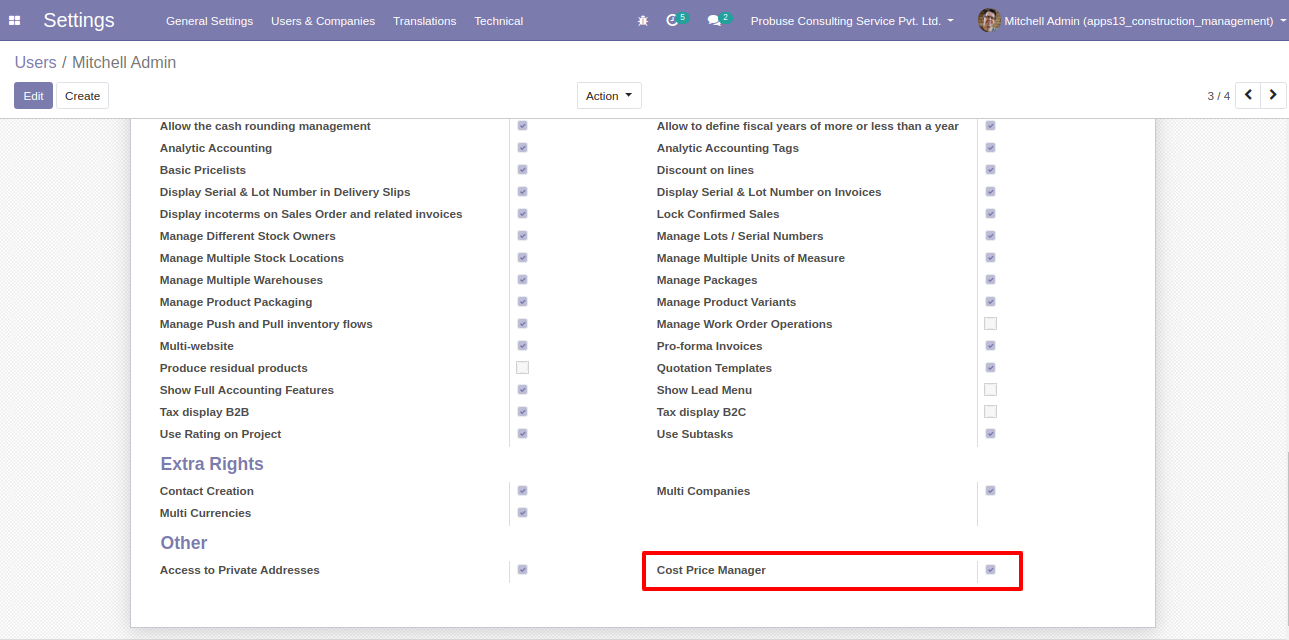 Settings General Settings Users & Companies Translations Technical 5 2 Probuse Consulting Service Pvt. Ltd. Mitchell Admin (apps13_construction_management)
Users / Mitchell Admin
Edit Create Action 3 / 4
Allow the cash rounding management Allow to define fiscal years of more or less than a year
Analytic Accounting Analytic Accounting Tags
Basic Pricelists Discount on lines
Display Serial & Lot Number in Delivery Slips Display Serial & Lot Number on Invoices
Display incoterms on Sales Order and related invoices Lock Confirmed Sales
Manage Different Stock Owners Manage Lots / Serial Numbers
Manage Multiple Stock Locations Manage Multiple Units of Measure
Manage Multiple Warehouses Manage Packages
Manage Product Packaging Manage Product Variants
Manage Push and Pull inventory flows Manage Work Order Operations
Multi-website Pro-forma Invoices
Produce residual products Quotation Templates
Show Full Accounting Features Show Lead Menu
Tax display B2B Tax display B2C
Use Rating on Project Use Subtasks
Extra Rights
Contact Creation Multi Companies
Multi Currencies
Other
Access to Private Addresses Cost Price Manager